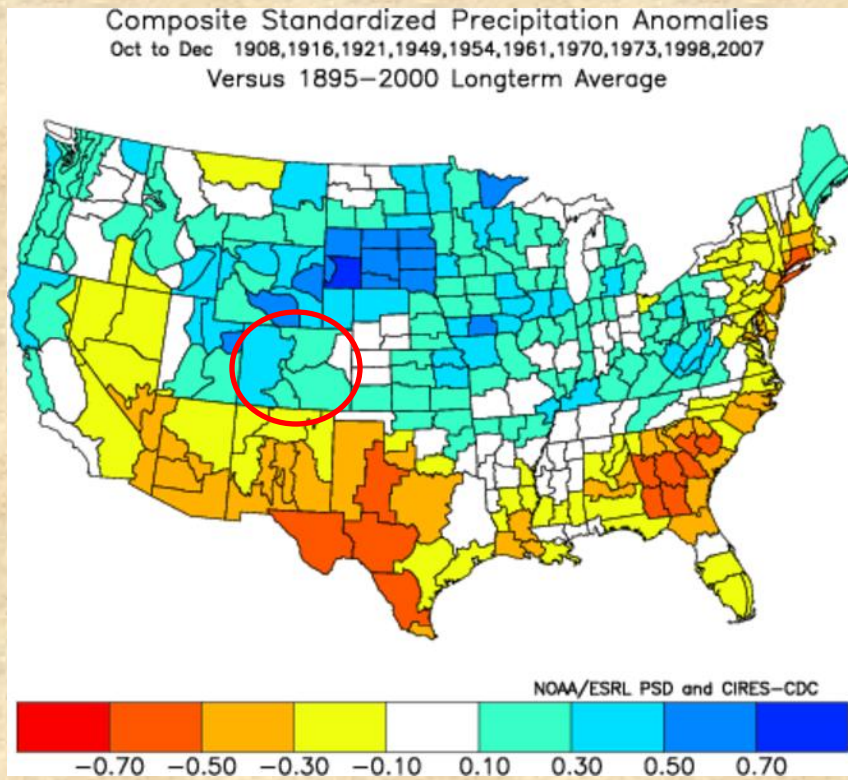 Composite Standardized Precipitation Anomalies
Oct to Dec 1908,1916,1921,1949,1954,1961,1970,1973,1998,2007
Versus 1895-2000 Longterm Average
NOAA/ESRL PSD and CIRES-CDC
-0.70 -0.50 -0.30 -0.10 0.10 0.30 0.50 0.70